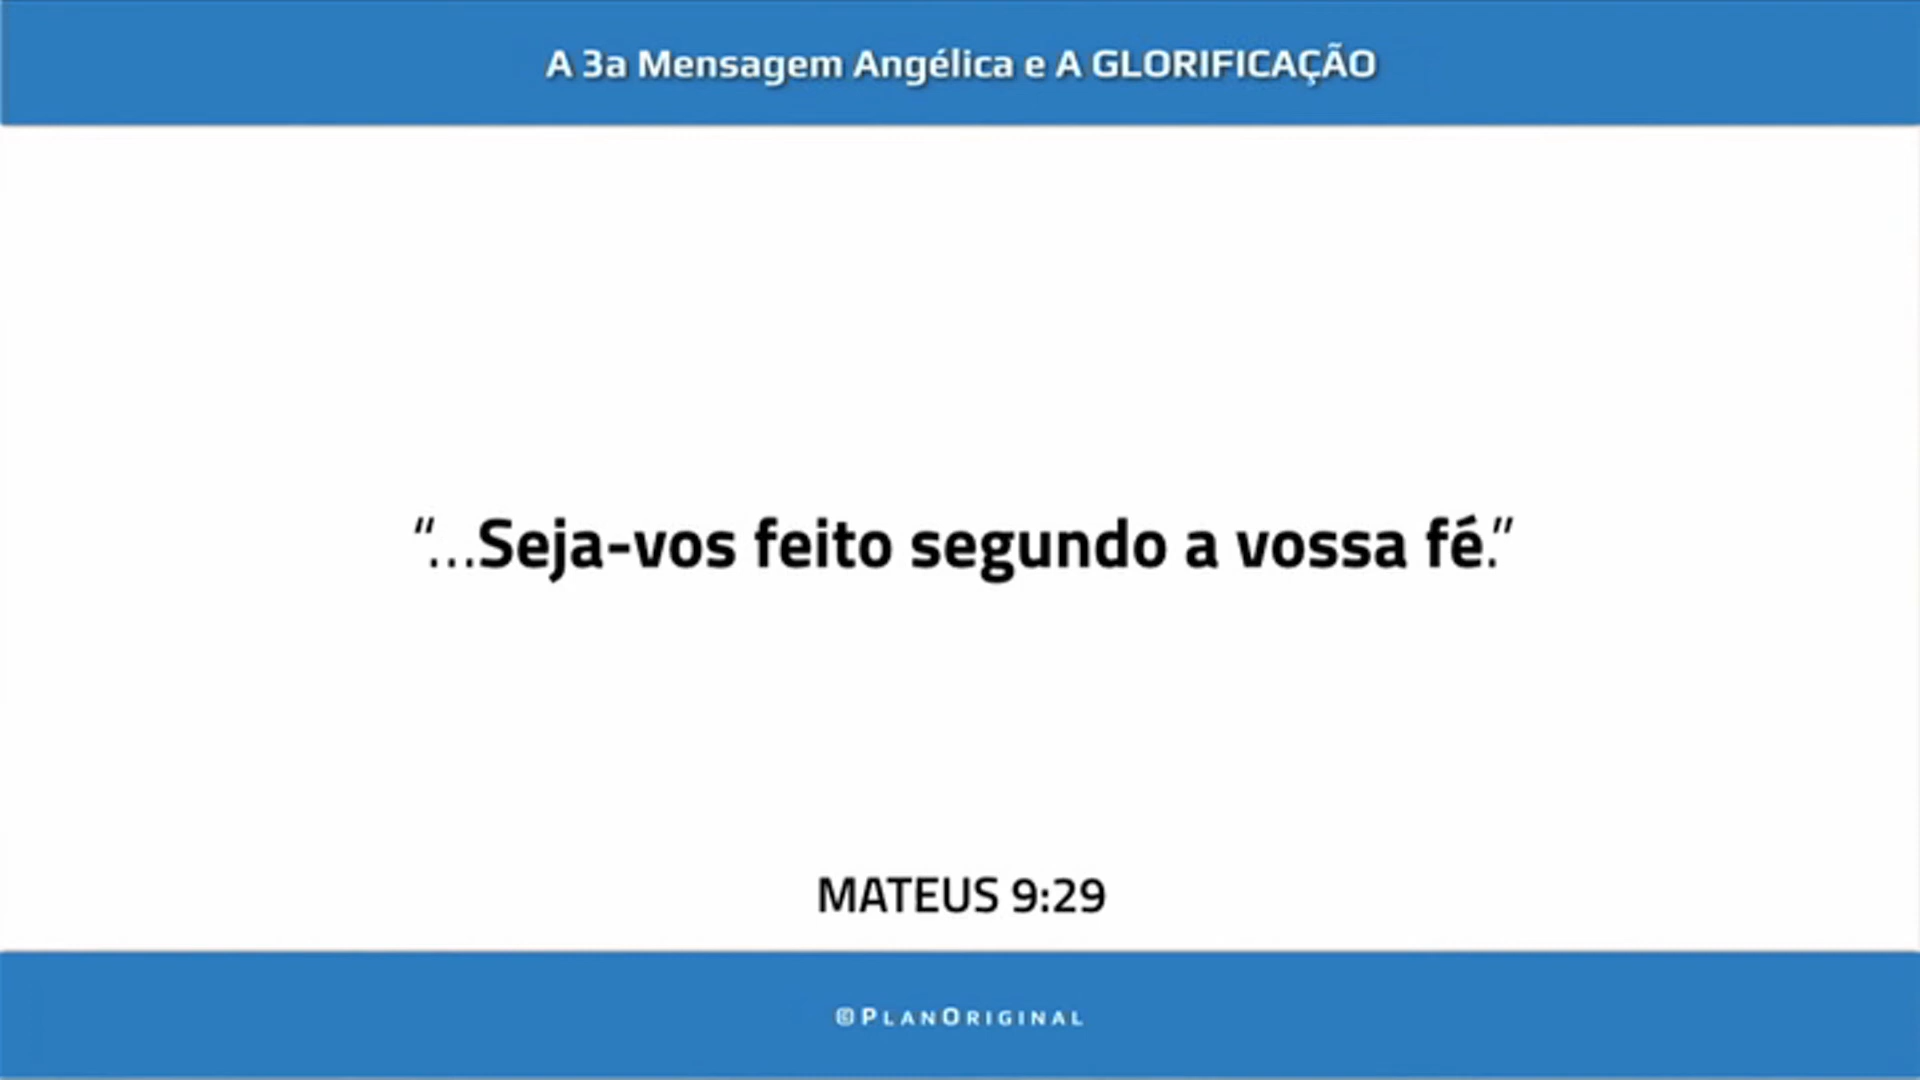 A 3a Mensagem Angélica e A GLORIFICAÇÃO
“...Seja-vos feito segundo a vossa fé.”
MATEUS 9:29
@PLANORIGINAL